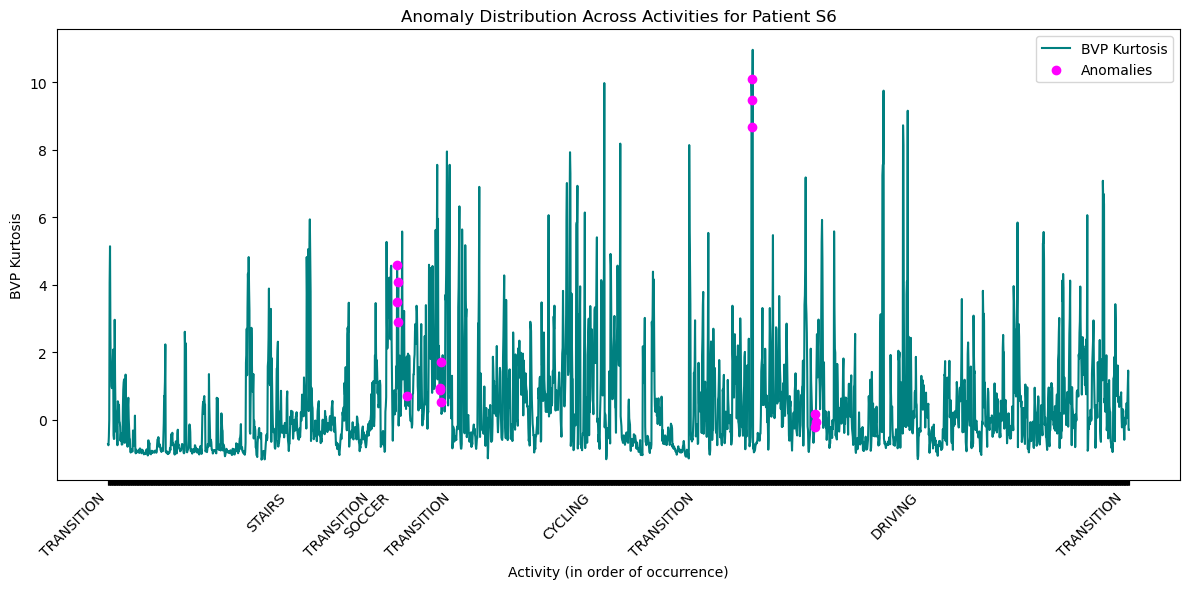 Anomaly Distribution Across Activities for Patient S6
BVP Kurtosis
Anomalies
BVP Kurtosis
10
8
6
4
2
0
TRANSITION
STAIRS
TRANSITION
SOCCER
TRANSITION
CYCLING
TRANSITION
DRIVING
TRANSITION
Activity (in order of occurrence)